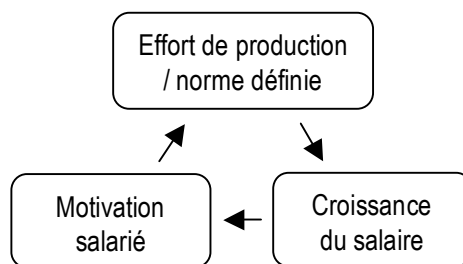 Effort de production
/ norme définie
Motivation
salarié
Croissance
du salaire